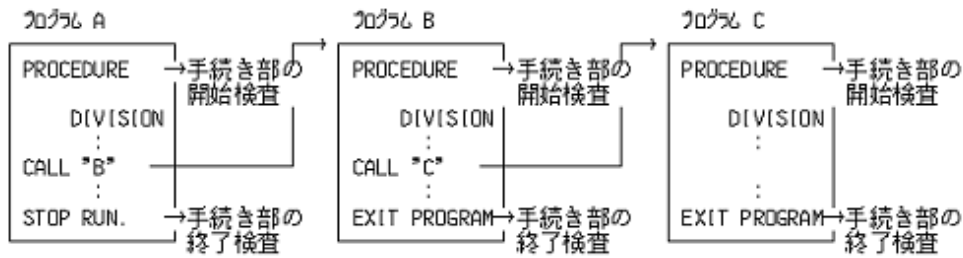 プログラム A
プログラム B
プログラム C
PROCEDURE →手続き部の
開始検査
PROCEDURE →手続き部の
開始検査
PROCEDURE →手続き部の
開始検査
DIVISION
DIVISION
DIVISION
:
:
:
CALL "B"
CALL "C"
:
:
:
STOP RUN. →手続き部の
終了検査
EXIT PROGRAM→手続き部の
終了検査
EXIT PROGRAM→手続き部の
終了検査